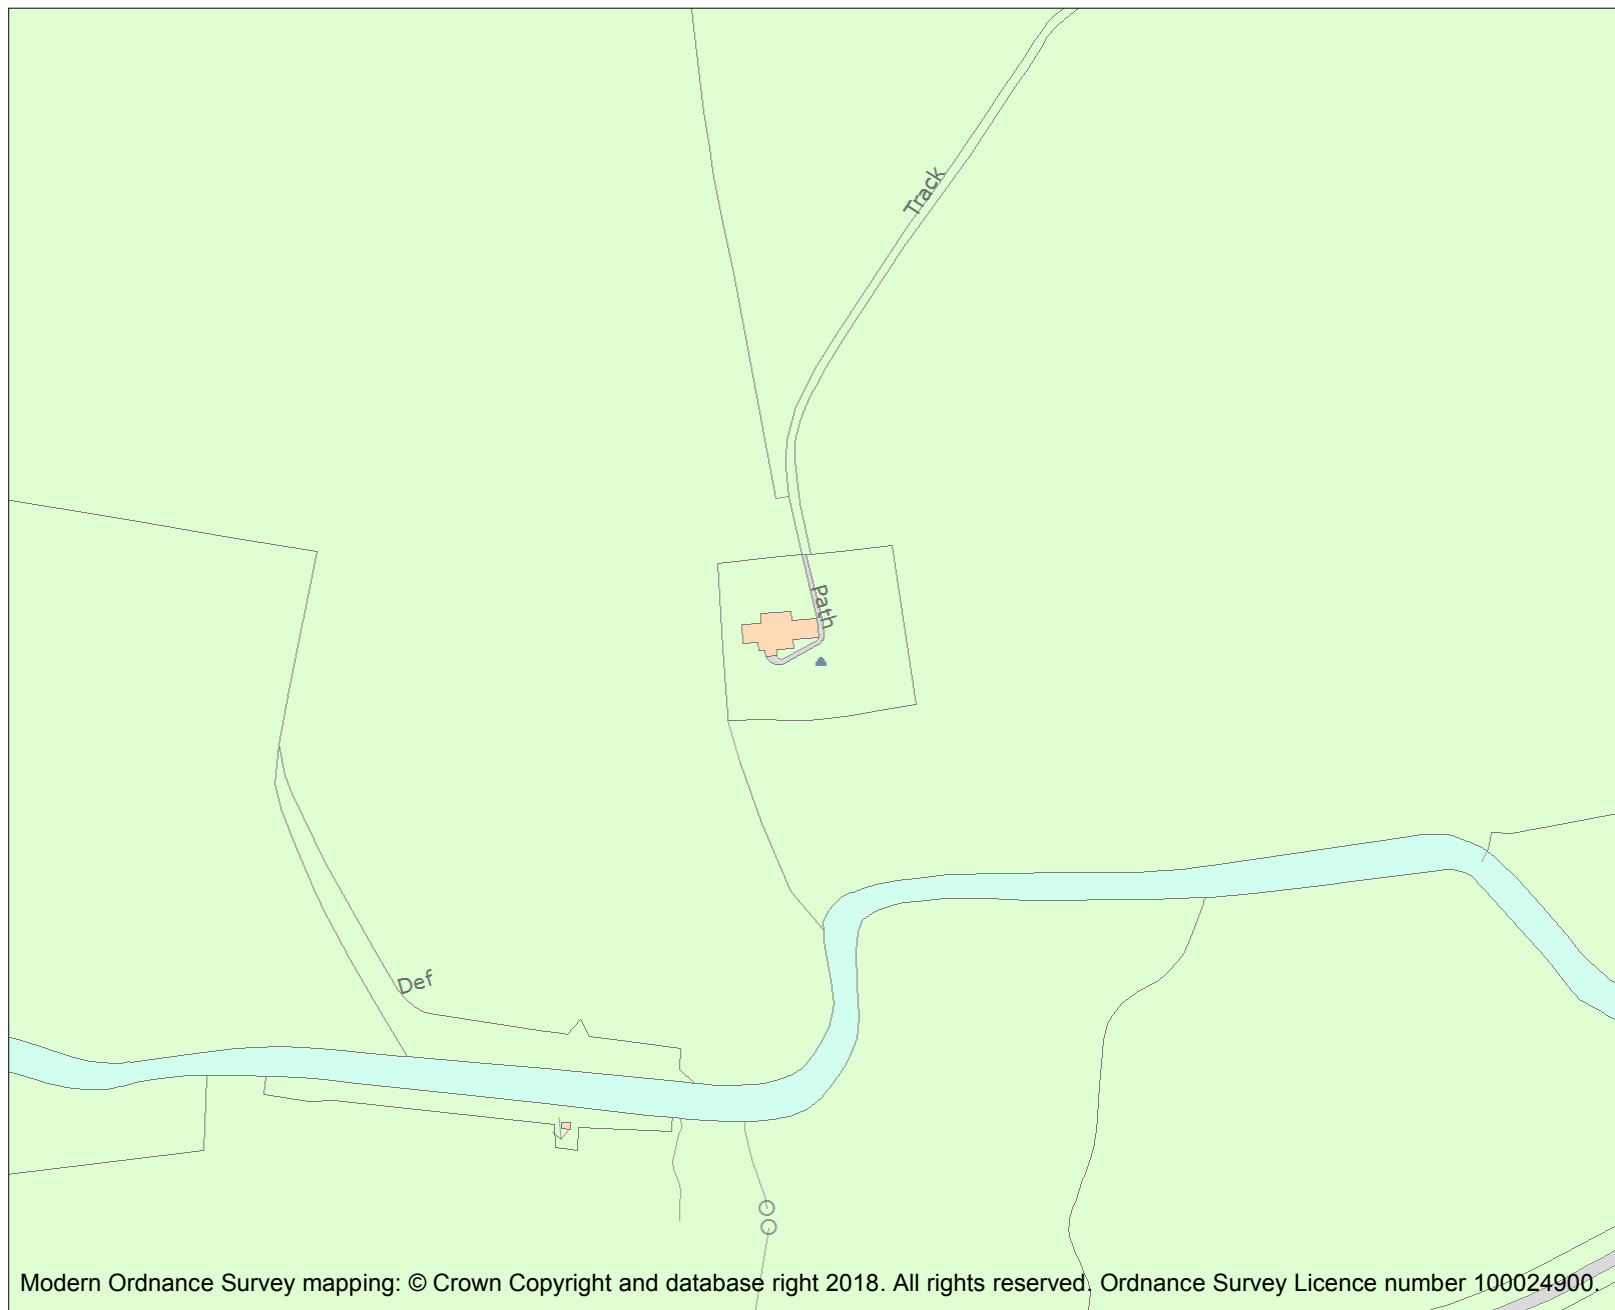 Track
Path
Def
Modern Ordnance Survey mapping: © Crown Copyright and database right 2018. All rights reserved. Ordnance Survey Licence number 100024900.